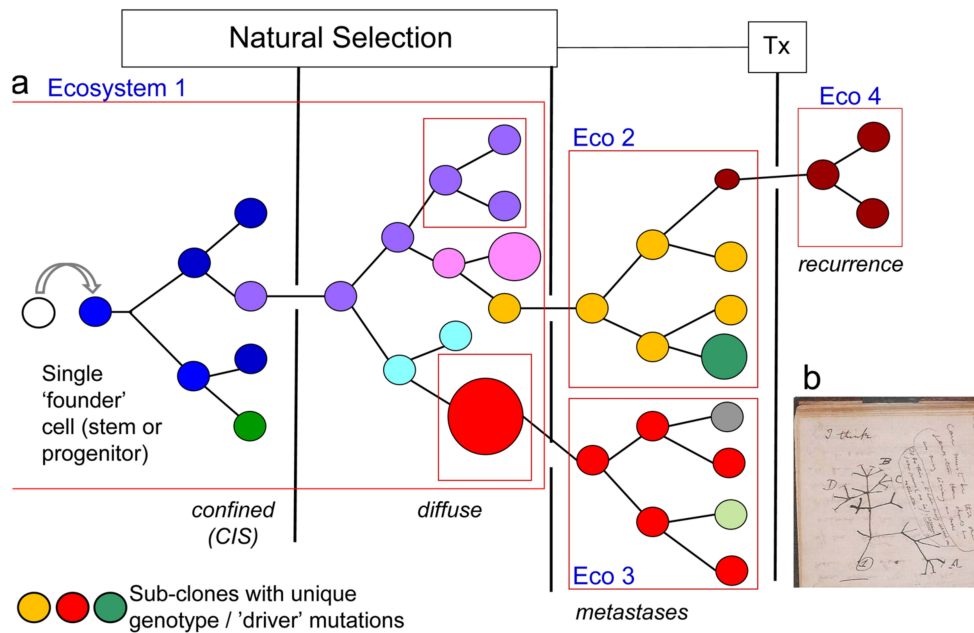 Natural Selection
Tx
a
Ecosystem 1
Eco 4
Eco 2
recurrence
Single
'founder'
cell (stem or
progenitor)
b
I think
B
D
C
A
1
confined
(CIS)
diffuse
Eco 3
metastases
Sub-clones with unique
genotype / 'driver' mutations